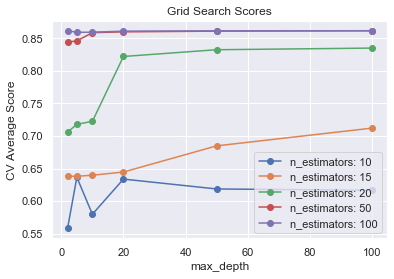 Grid Search Scores
CV Average Score
0.85
0.80
0.75
0.70
0.65
0.60
0.55
n_estimators: 10
n_estimators: 15
n_estimators: 20
n_estimators: 50
n_estimators: 100
0 20 40 60 80 100
max_depth